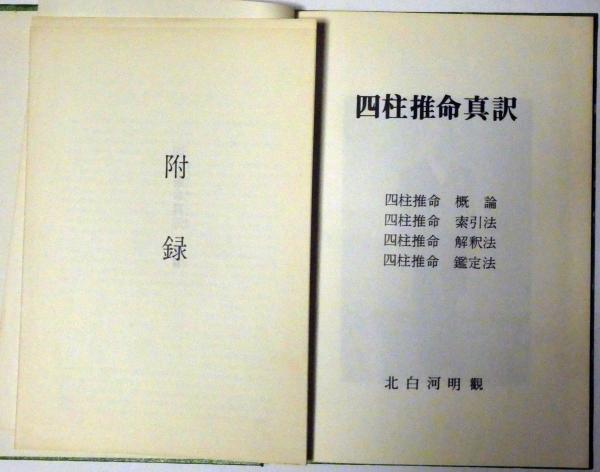 四柱推命真訳
四柱推命 概論
四柱推命 索引法
四柱推命 解釈法
四柱推命 鑑定法
北白河明観
附録